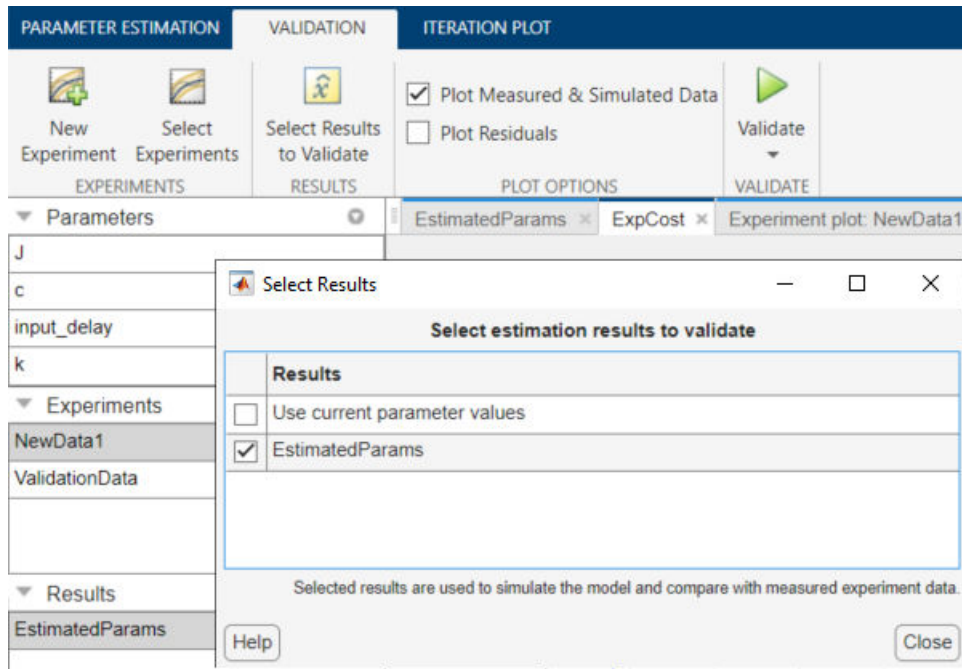 PARAMETER ESTIMATION VALIDATION ITERATION PLOT
New Experiment
Select Experiments
EXPERIMENTS
Select Results to Validate
RESULTS
Plot Measured & Simulated Data
Plot Residuals
PLOT OPTIONS
Validate
VALIDATE
Parameters
EstimatedParams ExpCost Experiment plot: NewData1
J
c
input_delay
k
Experiments
NewData1
ValidationData
Results
EstimatedParams
Select Results
Select estimation results to validate
Results
Use current parameter values
EstimatedParams
Selected results are used to simulate the model and compare with measured experiment data.
Help Close